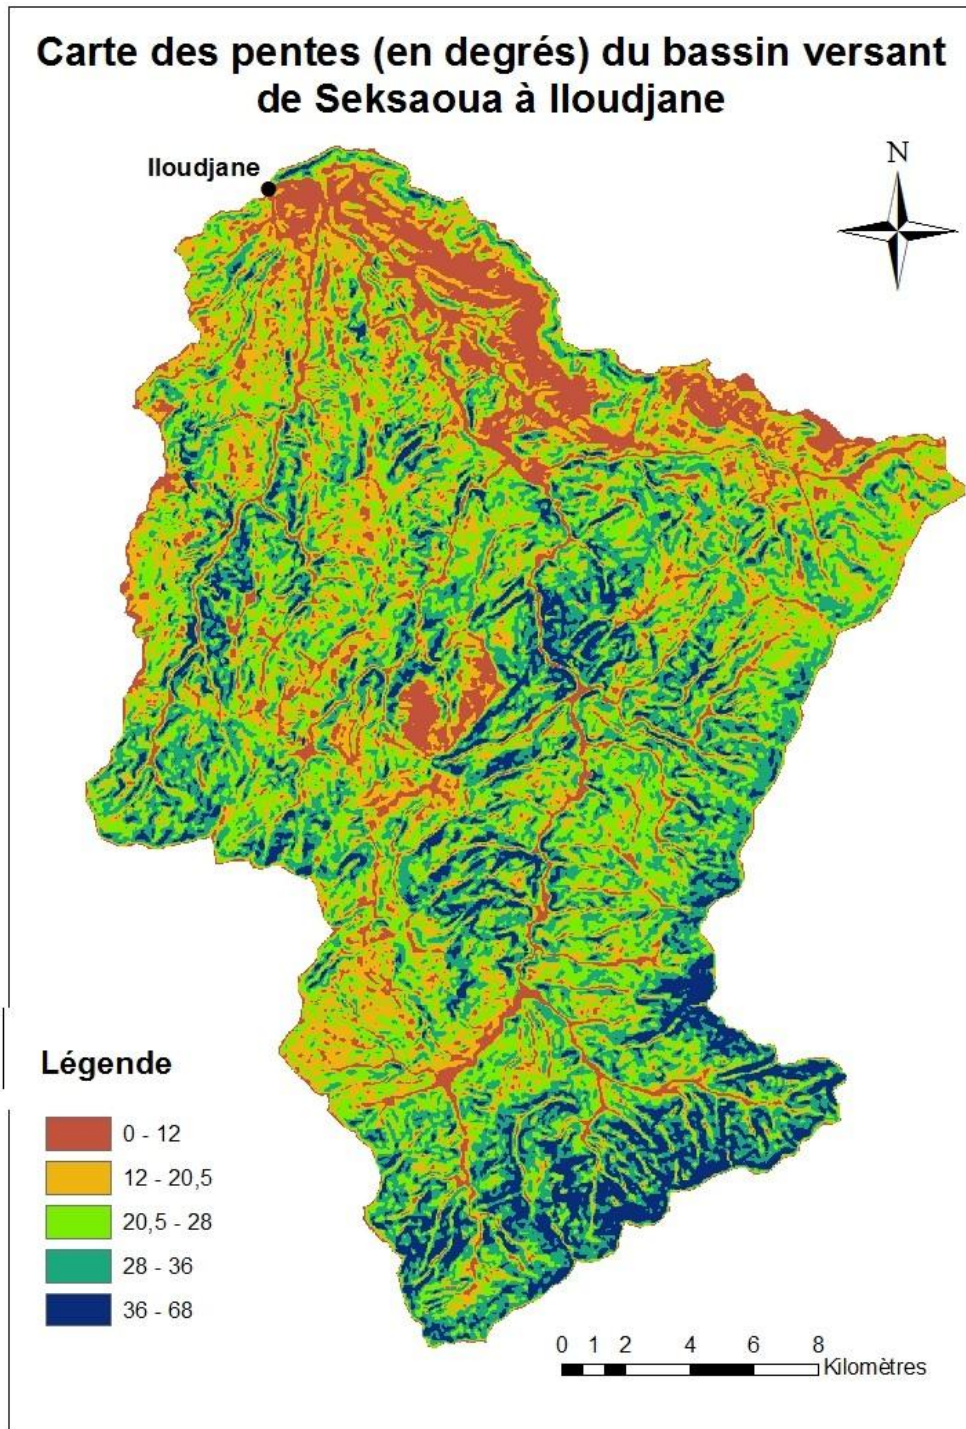 Carte des pentes (en degrés) du bassin versant
de Seksaoua à Iloudjane
Iloudjane
N
Légende
0 - 12
12 - 20,5
20,5 - 28
28 - 36
36 - 68
0 1 2 4 6 8
Kilomètres